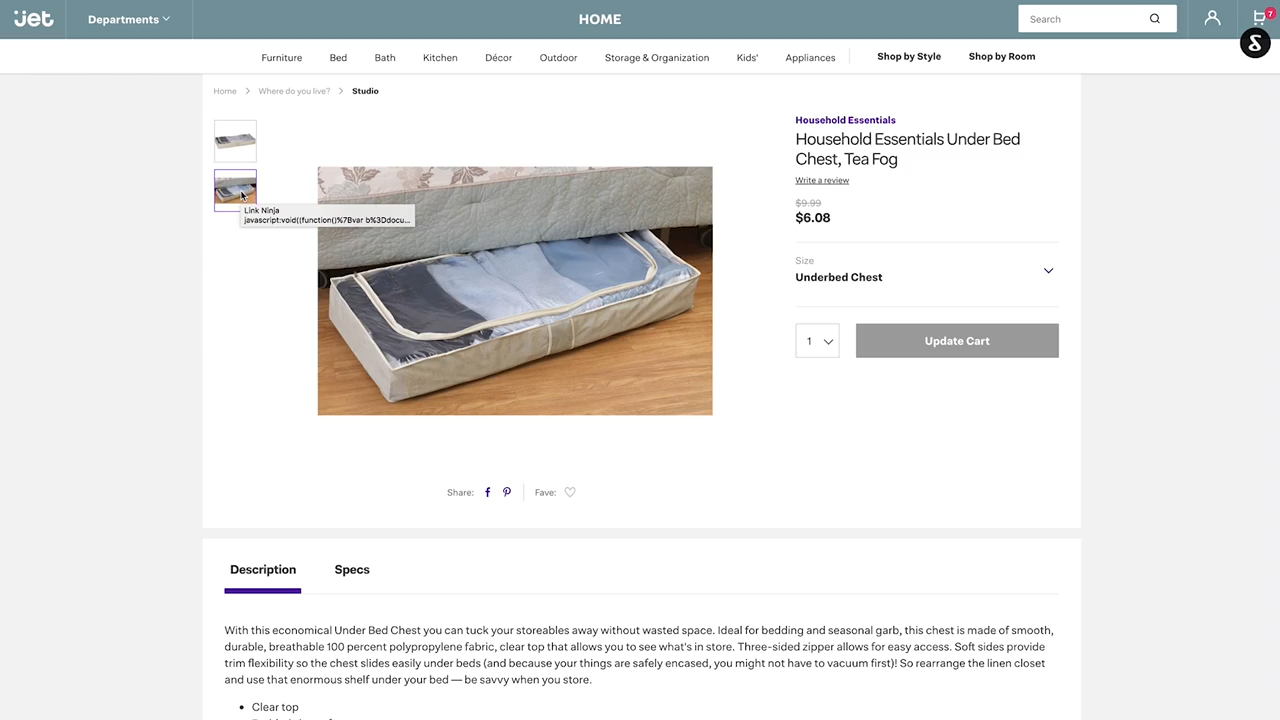 jet
Departments
HOME
Search
7
Furniture
Bed
Bath
Kitchen
Décor
Outdoor
Storage & Organization
Kids'
Appliances
Shop by Style
Shop by Room
Home
Where do you live?
Studio
Household Essentials
Household Essentials Under Bed
Chest, Tea Fog
Write a review
$9.99
$6.08
Link Ninja
javascript:void((function()%7Bvar b%3Ddocu...
Size
Underbed Chest
1
Update Cart
Share:
Fave:
Description
Specs
With this economical Under Bed Chest you can tuck your storeables away without wasted space. Ideal for bedding and seasonal garb, this chest is made of smooth,
durable, breathable 100 percent polypropylene fabric, clear top that allows you to see what's in store. Three-sided zipper allows for easy access. Soft sides provide
trim flexibility so the chest slides easily under beds (and because your things are safely encased, you might not have to vacuum first)! So rearrange the linen closet
and use that enormous shelf under your bed — be savvy when you store.
• Clear top